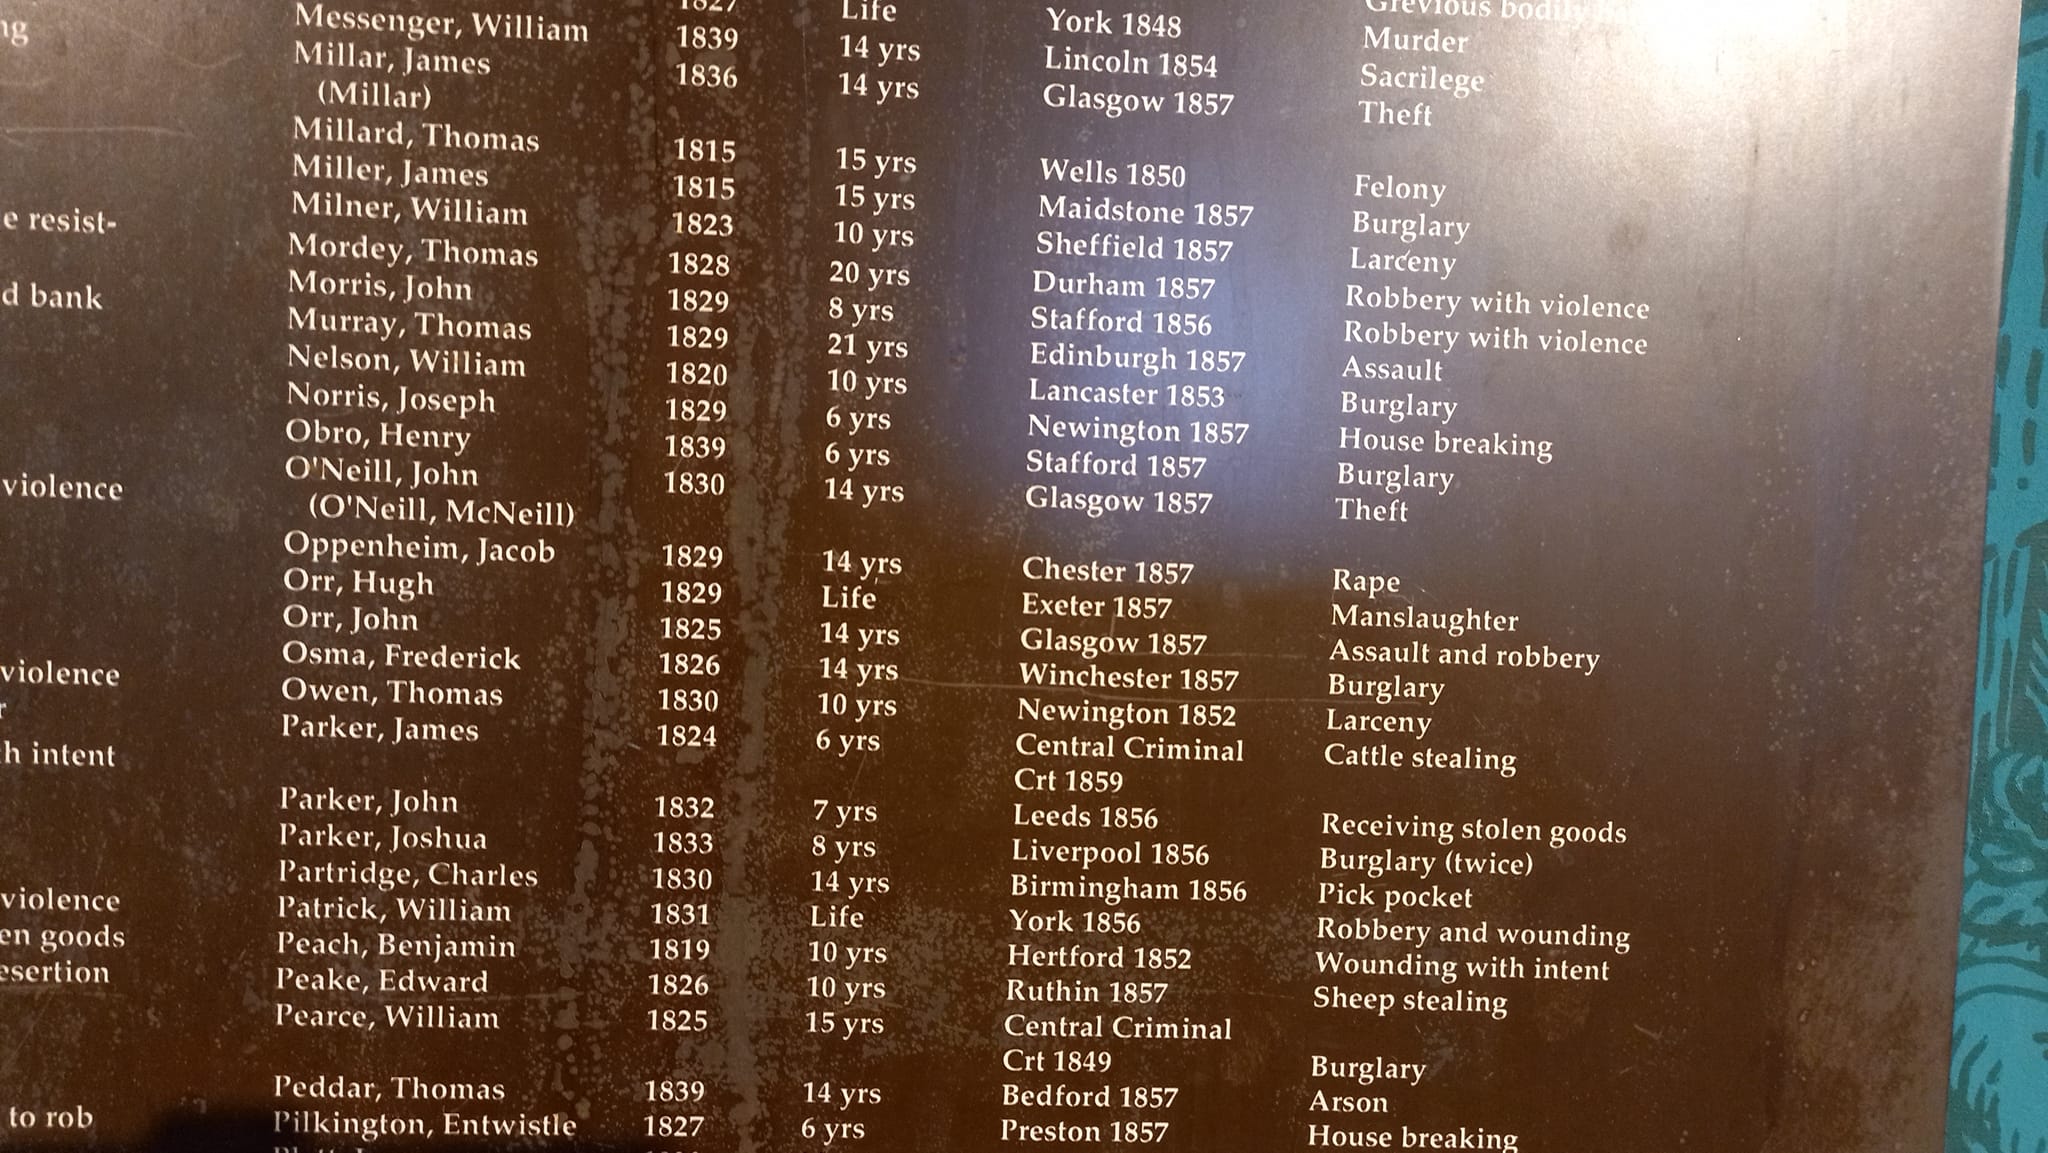 ng
e resist-
d bank
violence
violence
r
h intent
violence
en goods
esertion
to rob
Grevious bodily
1827 Life York 1848 Murder
Messenger, William 1839 14 yrs Lincoln 1854 Sacrilege
Millar, James 1836 14 yrs Glasgow 1857 Theft
(Millar)
Millard, Thomas 1815 15 yrs Wells 1850 Felony
Miller, James 1815 15 yrs Maidstone 1857 Burglary
Milner, William 1823 10 yrs Sheffield 1857 Larceny
Mordey, Thomas 1828 20 yrs Durham 1857 Robbery with violence
Morris, John 1829 8 yrs Stafford 1856 Robbery with violence
Murray, Thomas 1829 21 yrs Edinburgh 1857 Assault
Nelson, William 1820 10 yrs Lancaster 1853 Burglary
Norris, Joseph 1829 6 yrs Newington 1857 House breaking
Obro, Henry 1839 6 yrs Stafford 1857 Burglary
O'Neill, John 1830 14 yrs Glasgow 1857 Theft
(O'Neill, McNeill)
Oppenheim, Jacob 1829 14 yrs Chester 1857 Rape
Orr, Hugh 1829 Life Exeter 1857 Manslaughter
Orr, John 1825 14 yrs Glasgow 1857 Assault and robbery
Osma, Frederick 1826 14 yrs Winchester 1857 Burglary
Owen, Thomas 1830 10 yrs Newington 1852 Larceny
Parker, James 1824 6 yrs Central Criminal Cattle stealing
Crt 1859
Parker, John 1832 7 yrs Leeds 1856 Receiving stolen goods
Parker, Joshua 1833 8 yrs Liverpool 1856 Burglary (twice)
Partridge, Charles 1830 14 yrs Birmingham 1856 Pick pocket
Patrick, William 1831 Life York 1856 Robbery and wounding
Peach, Benjamin 1819 10 yrs Hertford 1852 Wounding with intent
Peake, Edward 1826 10 yrs Ruthin 1857 Sheep stealing
Pearce, William 1825 15 yrs Central Criminal
Crt 1849 Burglary
Peddar, Thomas 1839 14 yrs Bedford 1857 Arson
Pilkington, Entwistle 1827 6 yrs Preston 1857 House breaking